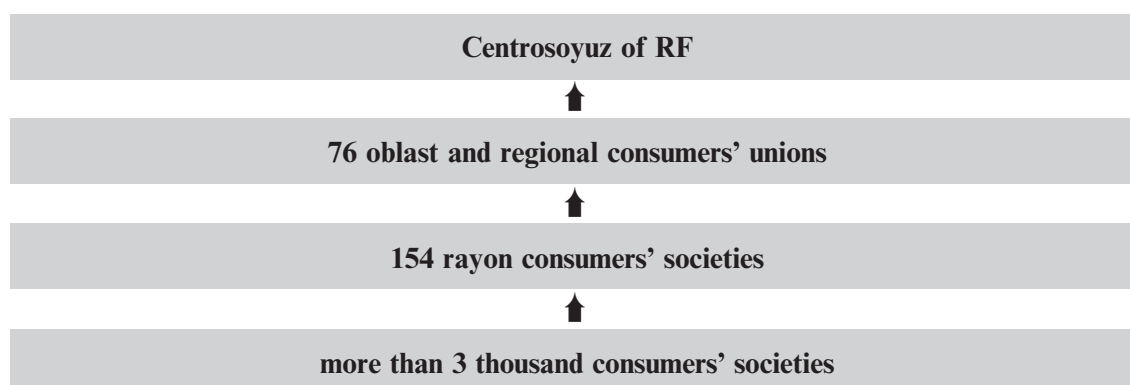 Centrosoyuz of RF
76 oblast and regional consumers’ unions
154 rayon consumers’ societies
more than 3 thousand consumers’ societies